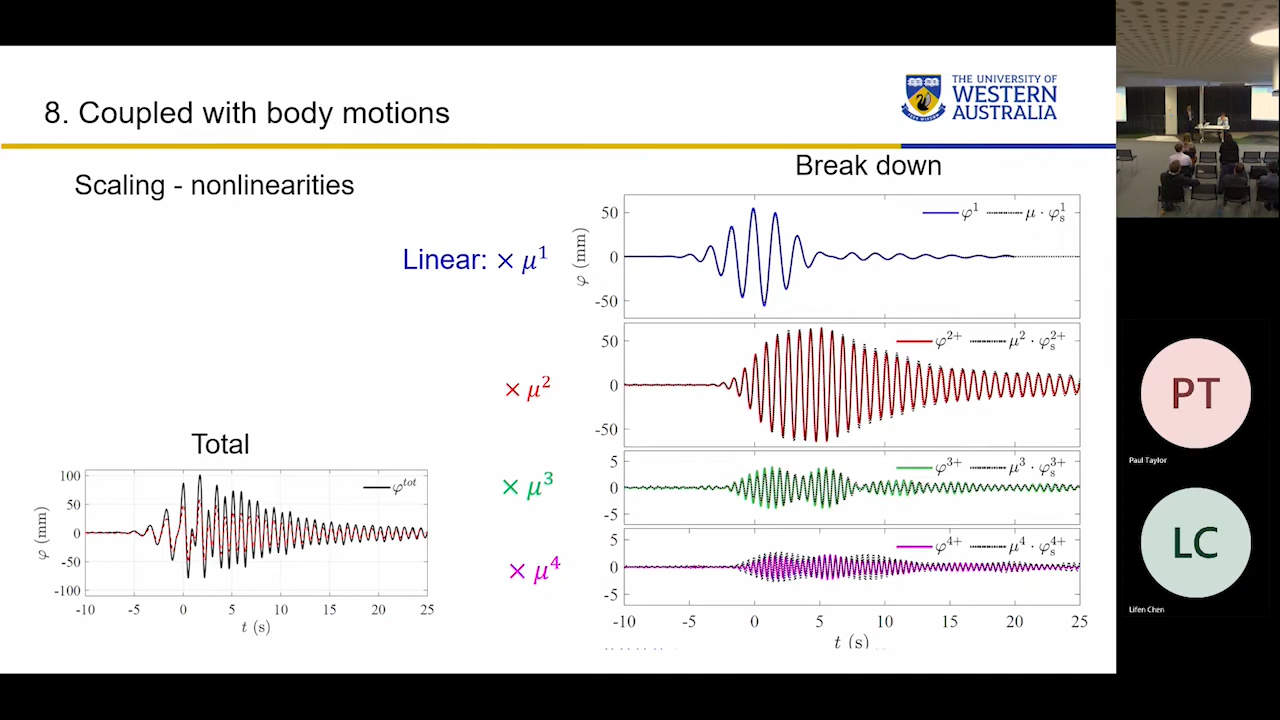 8. Coupled with body motions
THE UNIVERSITY OF
WESTERN
AUSTRALIA
Scaling - nonlinearities
Break down
Linear: × μ¹
× μ²
× μ³
× μ⁴
φ (mm)
50
0
-50
φ¹ μ · φₛ¹
50
0
-50
φ²⁺ μ² · φₛ²⁺
5
0
-5
φ³⁺ μ³ · φₛ³⁺
5
0
-5
φ⁴⁺ μ⁴ · φₛ⁴⁺
-10 -5 0 5 10 15 20 25
t (s)
Total
φ (mm)
100
50
0
-50
-100
φᵗᵒᵗ
-10 -5 0 5 10 15 20 25
t (s)
PT
Paul Taylor
LC
Lifen Chen